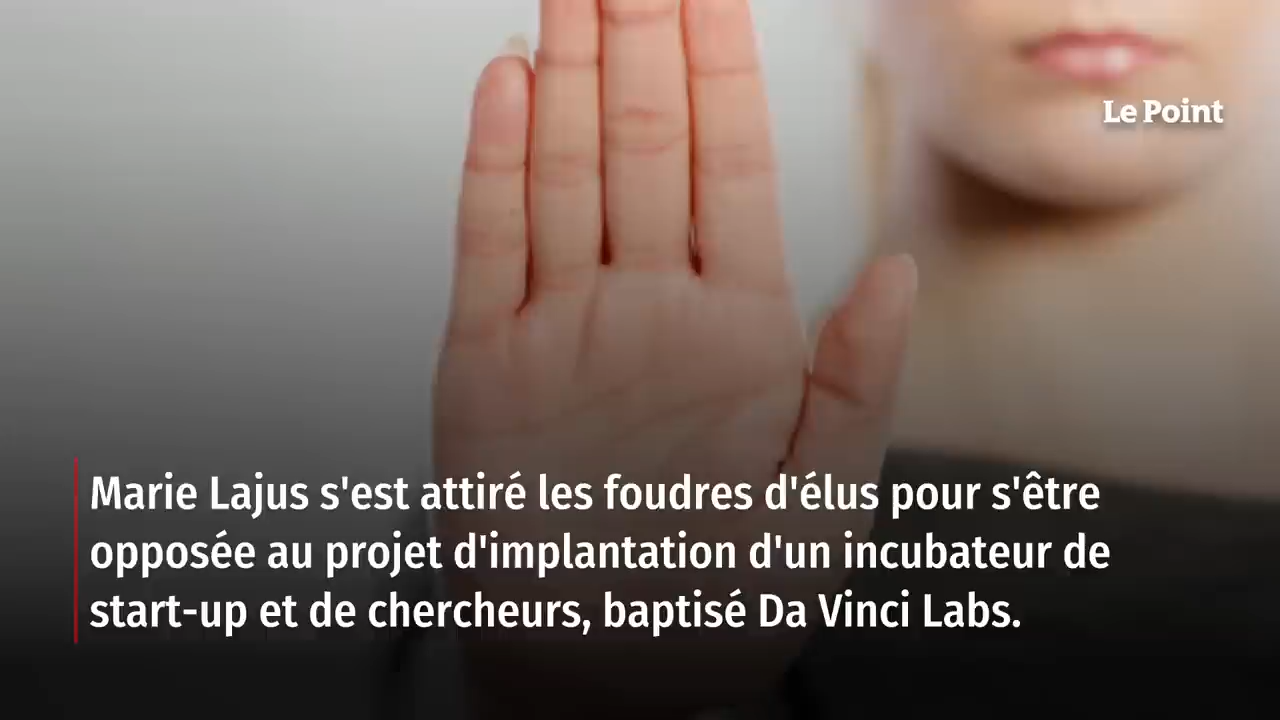 Le Point
Marie Lajus s'est attiré les foudres d'élus pour s'être
opposée au projet d'implantation d'un incubateur de
start-up et de chercheurs, baptisé Da Vinci Labs.